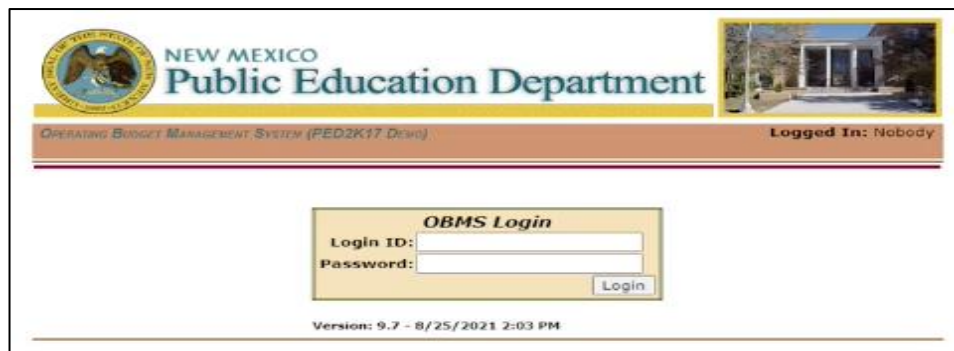 NEW MEXICO
Public Education Department
OPERATING BUDGET MANAGEMENT SYSTEM (PED2K17 DEMO)
Logged In: Nobody
OBMS Login
Login ID:
Password:
Login
Version: 9.7 - 8/25/2021 2:03 PM